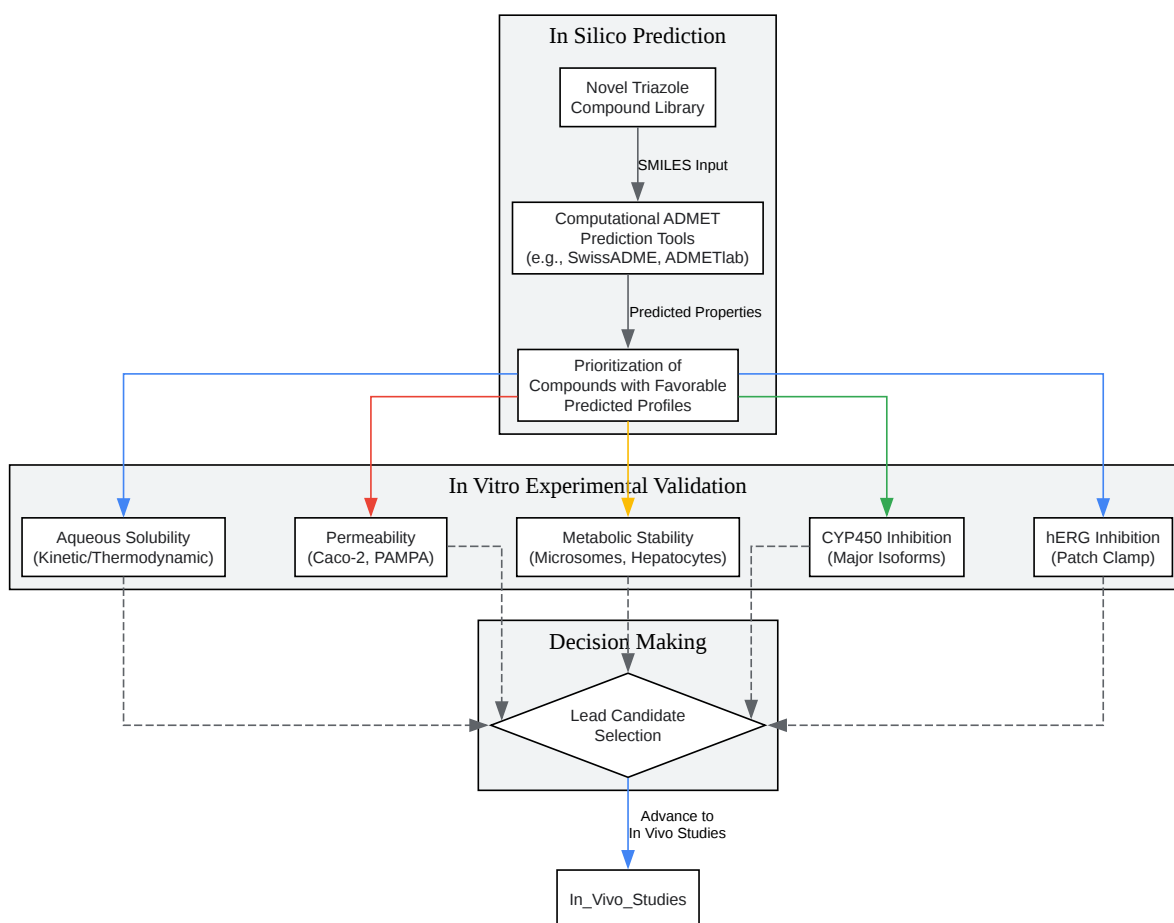 In Silico Prediction
Novel Triazole
Compound Library
SMILES Input
Computational ADMET
Prediction Tools
(e.g., SwissADME, ADMETlab)
Predicted Properties
Prioritization of
Compounds with Favorable
Predicted Profiles
In Vitro Experimental Validation
Aqueous Solubility
(Kinetic/Thermodynamic)
Permeability
(Caco-2, PAMPA)
Metabolic Stability
(Microsomes, Hepatocytes)
CYP450 Inhibition
(Major Isoforms)
hERG Inhibition
(Patch Clamp)
Decision Making
Lead Candidate
Selection
Advance to
In Vivo Studies
In_Vivo_Studies